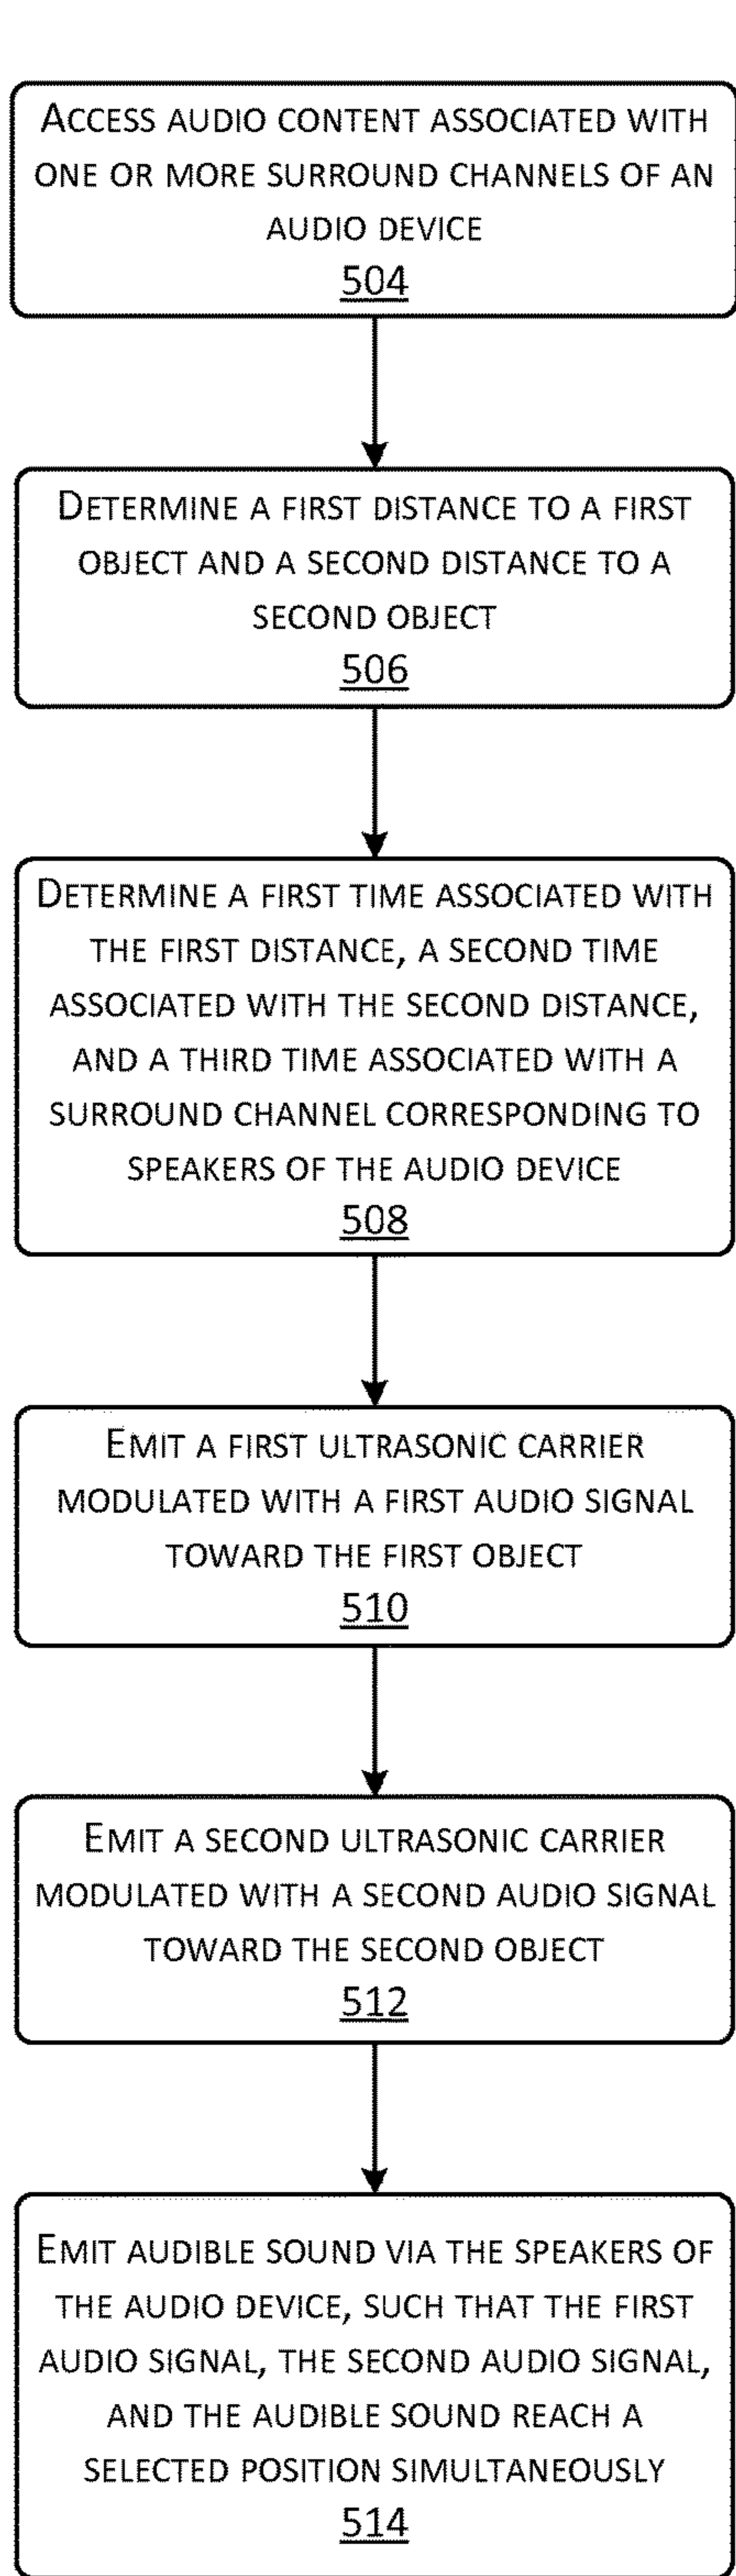 ACCESS AUDIO CONTENT ASSOCIATED WITH
ONE OR MORE SURROUND CHANNELS OF AN
AUDIO DEVICE
504
DETERMINE A FIRST DISTANCE TO A FIRST
OBJECT AND A SECOND DISTANCE TO A
SECOND OBJECT
506
DETERMINE A FIRST TIME ASSOCIATED WITH
THE FIRST DISTANCE, A SECOND TIME
ASSOCIATED WITH THE SECOND DISTANCE,
AND A THIRD TIME ASSOCIATED WITH A
SURROUND CHANNEL CORRESPONDING TO
SPEAKERS OF THE AUDIO DEVICE
508
EMIT A FIRST ULTRASONIC CARRIER
MODULATED WITH A FIRST AUDIO SIGNAL
TOWARD THE FIRST OBJECT
510
EMIT A SECOND ULTRASONIC CARRIER
MODULATED WITH A SECOND AUDIO SIGNAL
TOWARD THE SECOND OBJECT
512
EMIT AUDIBLE SOUND VIA THE SPEAKERS OF
THE AUDIO DEVICE, SUCH THAT THE FIRST
AUDIO SIGNAL, THE SECOND AUDIO SIGNAL,
AND THE AUDIBLE SOUND REACH A
SELECTED POSITION SIMULTANEOUSLY
514